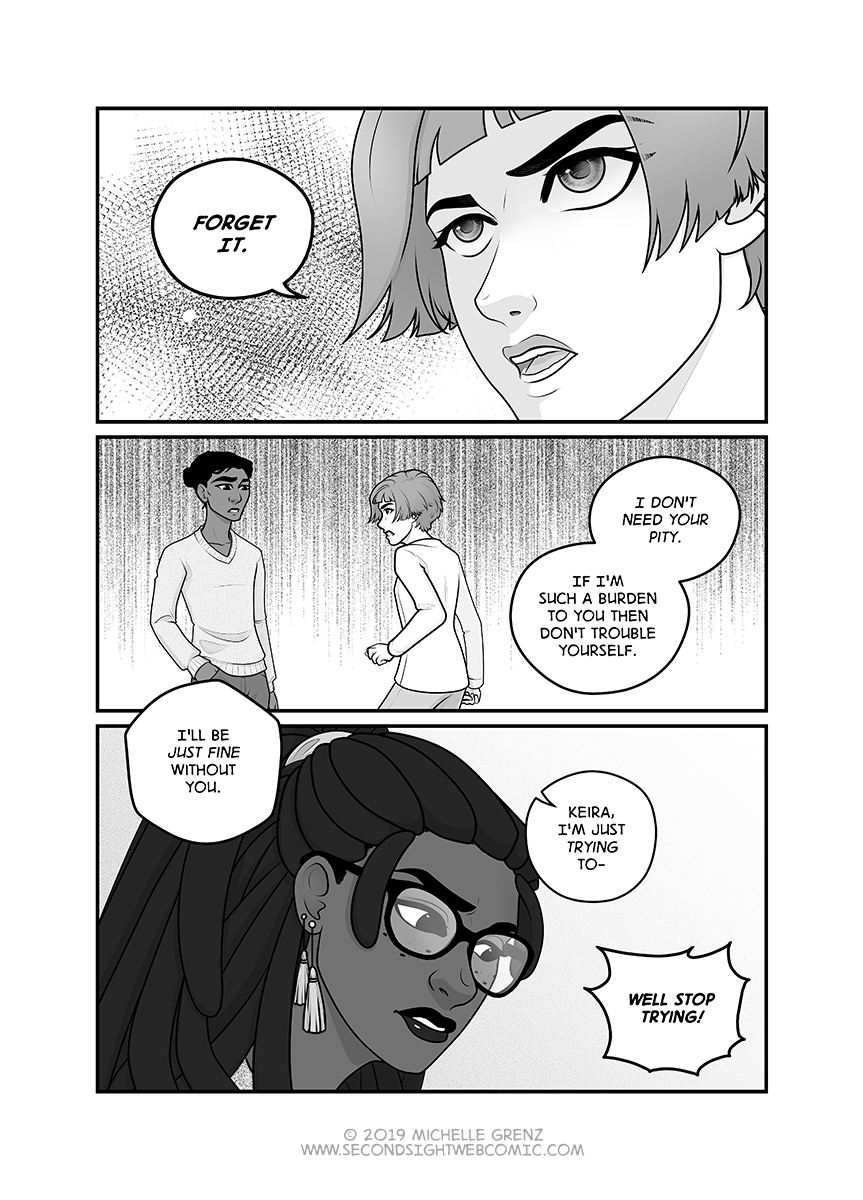 FORGET
IT.
I DON'T
NEED YOUR
PITY.
IF I'M
SUCH A BURDEN
TO YOU THEN
DON'T TROUBLE
YOURSELF.
I'LL BE
JUST FINE
WITHOUT
YOU.
KEIRA,
I'M JUST
TRYING
TO-
WELL STOP
TRYING!
© 2019 MICHELLE GRENZ
WWW.SECONDSIGHTWEBCOMIC.COM